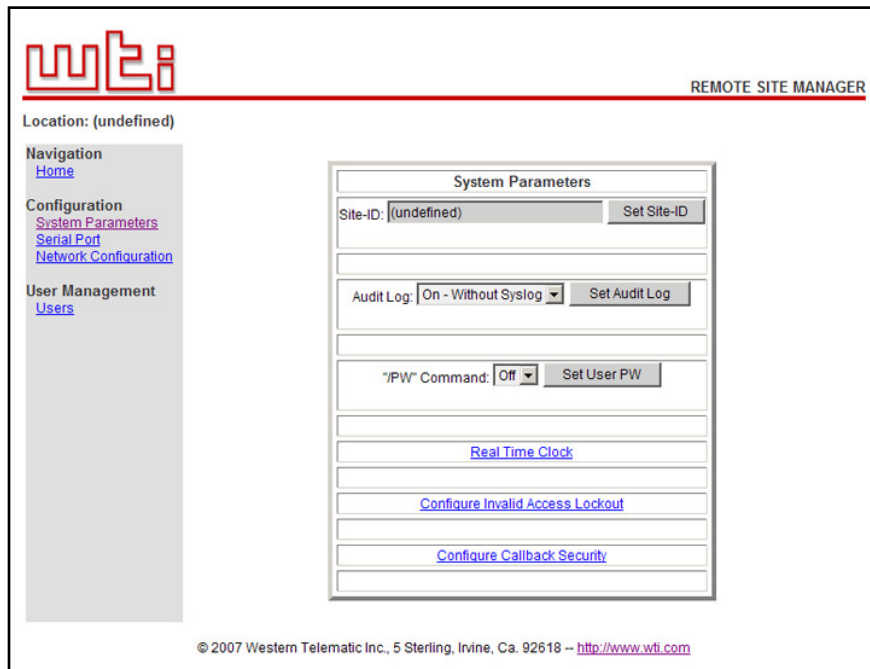 wti
REMOTE SITE MANAGER
Location: (undefined)
Navigation
Home
Configuration
System Parameters
Serial Port
Network Configuration
User Management
Users
System Parameters
Site-ID: (undefined) Set Site-ID
Audit Log: On - Without Syslog Set Audit Log
"/PW" Command: Off Set User PW
Real Time Clock
Configure Invalid Access Lockout
Configure Callback Security
© 2007 Western Telematic Inc., 5 Sterling, Irvine, Ca. 92618 -- http://www.wti.com